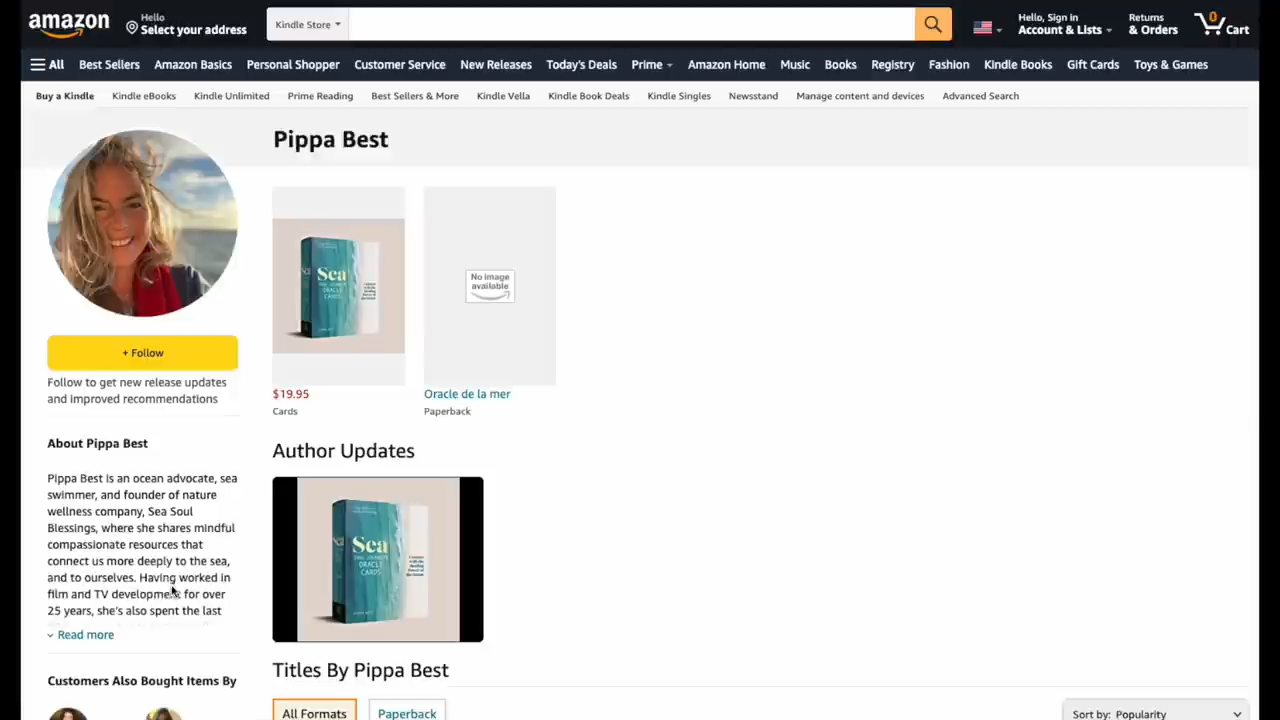 amazon
Hello
Select your address
Kindle Store
Hello, Sign in
Account & Lists
Returns
& Orders
0
Cart
All Best Sellers Amazon Basics Personal Shopper Customer Service New Releases Today's Deals Prime Amazon Home Music Books Registry Fashion Kindle Books Gift Cards Toys & Games
Buy a Kindle Kindle eBooks Kindle Unlimited Prime Reading Best Sellers & More Kindle Vella Kindle Book Deals Kindle Singles Newsstand Manage content and devices Advanced Search
Pippa Best
Sea
SOUL JOURNEY
ORACLE
CARDS
No image
available
+ Follow
Follow to get new release updates
and improved recommendations
$19.95
Cards
Oracle de la mer
Paperback
About Pippa Best
Pippa Best is an ocean advocate, sea
swimmer, and founder of nature
wellness company, Sea Soul
Blessings, where she shares mindful
compassionate resources that
connect us more deeply to the sea,
and to ourselves. Having worked in
film and TV development for over
25 years, she's also spent the last
Read more
Customers Also Bought Items By
Author Updates
Sea
SOUL JOURNEY
ORACLE
CARDS
Titles By Pippa Best
All Formats
Paperback
Sort by: Popularity